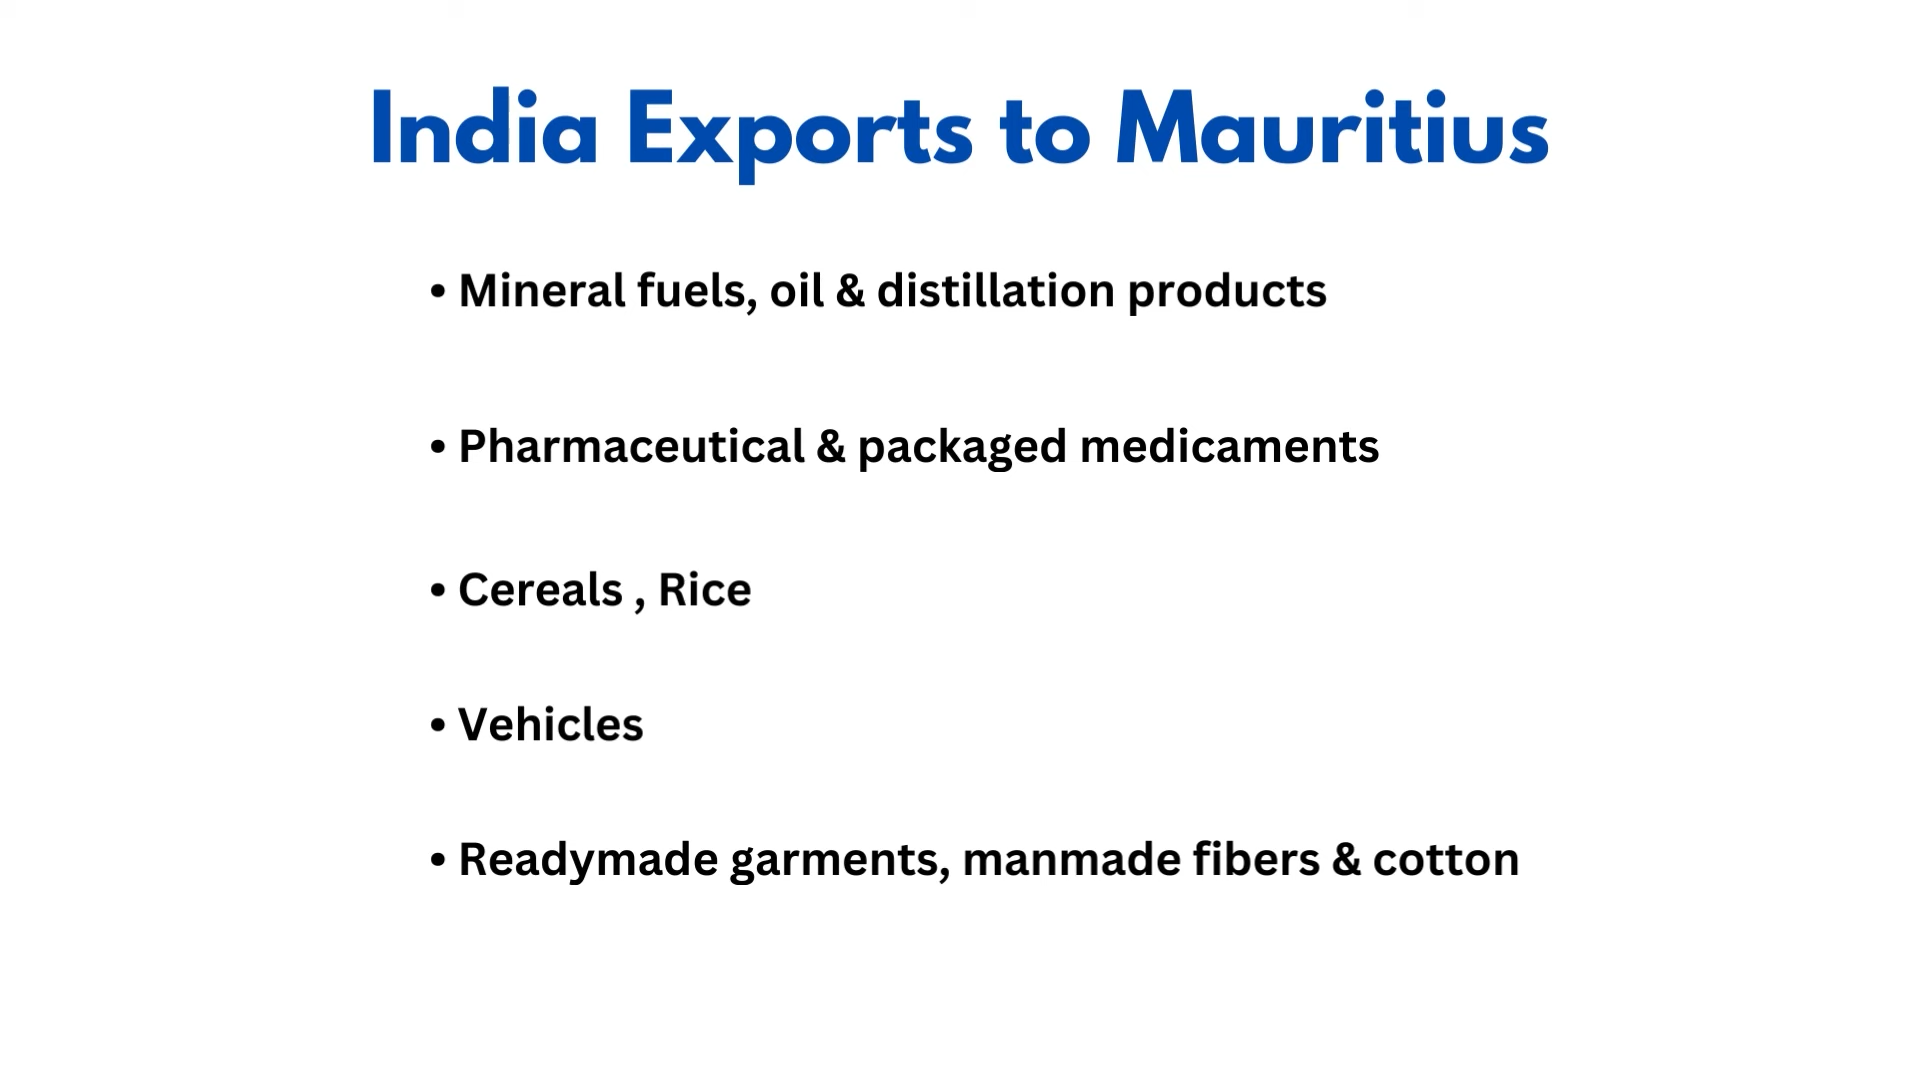 India Exports to Mauritius
• Mineral fuels, oil & distillation products
• Pharmaceutical & packaged medicaments
• Cereals , Rice
• Vehicles
• Readymade garments, manmade fibers & cotton